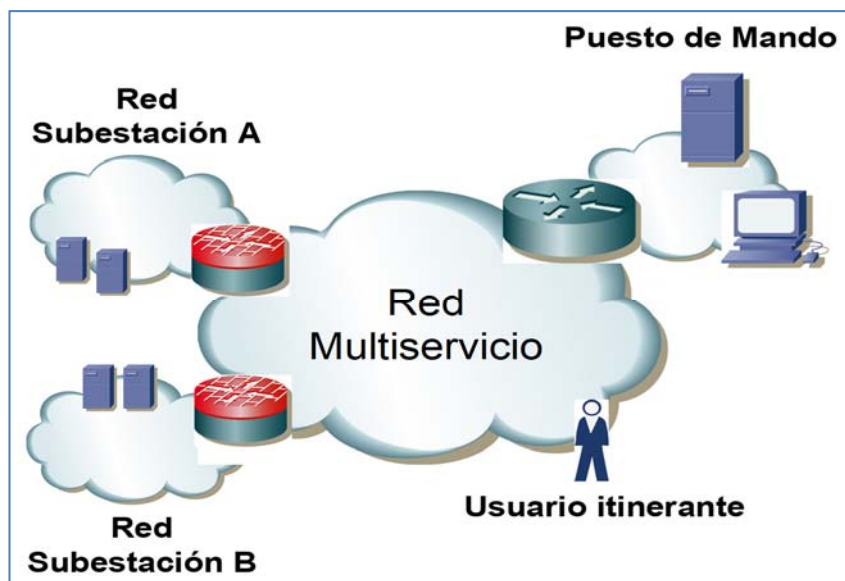 Puesto de Mando
Red
Subestación A
Red
Multiservicio
Usuario itinerante
Red
Subestación B